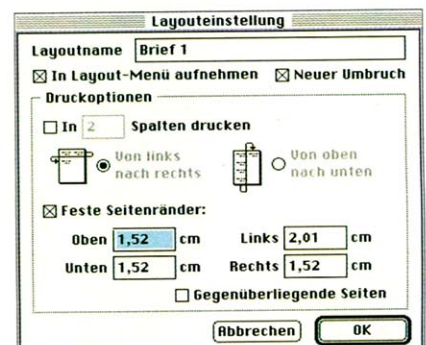 Layouteinstellung
Layoutname Brief 1
In Layout-Menü aufnehmen Neuer Umbruch
Druckoptionen
In 2 Spalten drucken
Von links nach rechts
Von oben nach unten
Feste Seitenränder:
Oben 1,52 cm Links 2,01 cm
Unten 1,52 cm Rechts 1,52 cm
Gegenüberliegende Seiten
Abbrechen OK